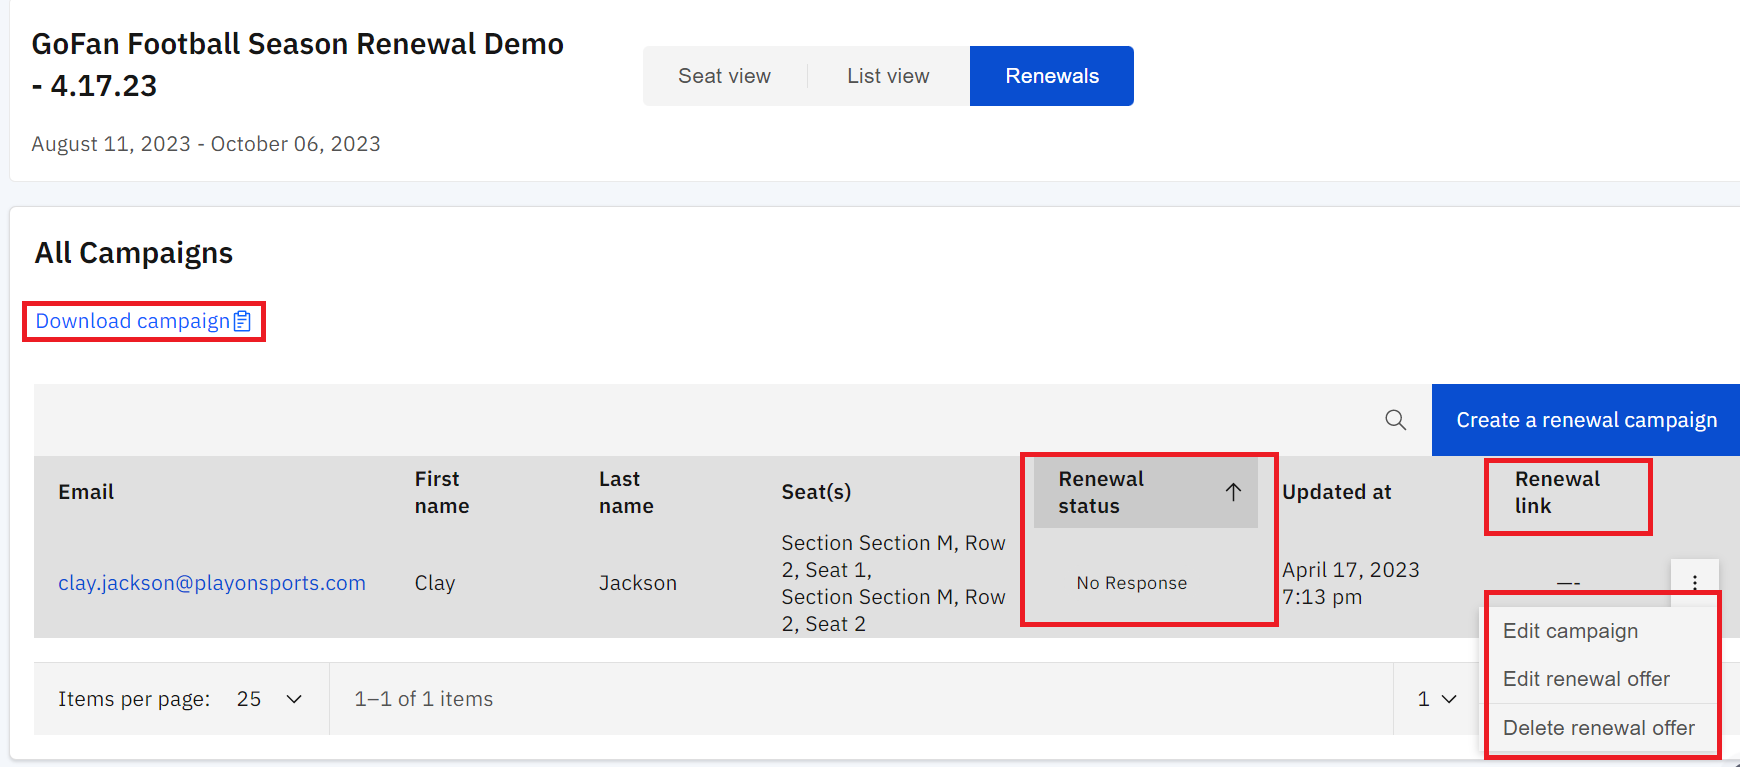 GoFan Football Season Renewal Demo
- 4.17.23
Seat view
List view
Renewals
August 11, 2023 - October 06, 2023
All Campaigns
Download campaign
Create a renewal campaign
Email
First
name
Last
name
Seat(s)
Renewal
status
Updated at
Renewal
link
clay.jackson@playonsports.com
Clay
Jackson
Section Section M, Row
2, Seat 1,
Section Section M, Row
2, Seat 2
No Response
April 17, 2023
7:13 pm
—-
Edit campaign
Edit renewal offer
Delete renewal offer
Items per page: 25
1–1 of 1 items
1